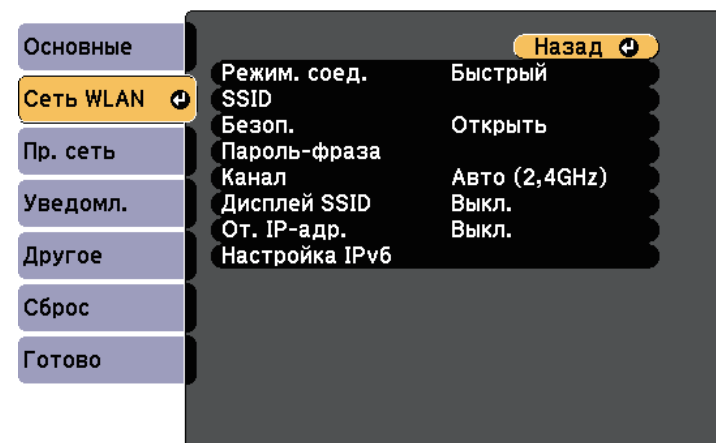 Основные
Сеть WLAN
Пр. сеть
Уведомл.
Другое
Сброс
Готово
Назад
Режим. соед. Быстрый
SSID
Безоп. Открыть
Пароль-фраза
Канал Авто (2,4GHz)
Дисплей SSID Выкл.
От. IP-адр. Выкл.
Настройка IPv6